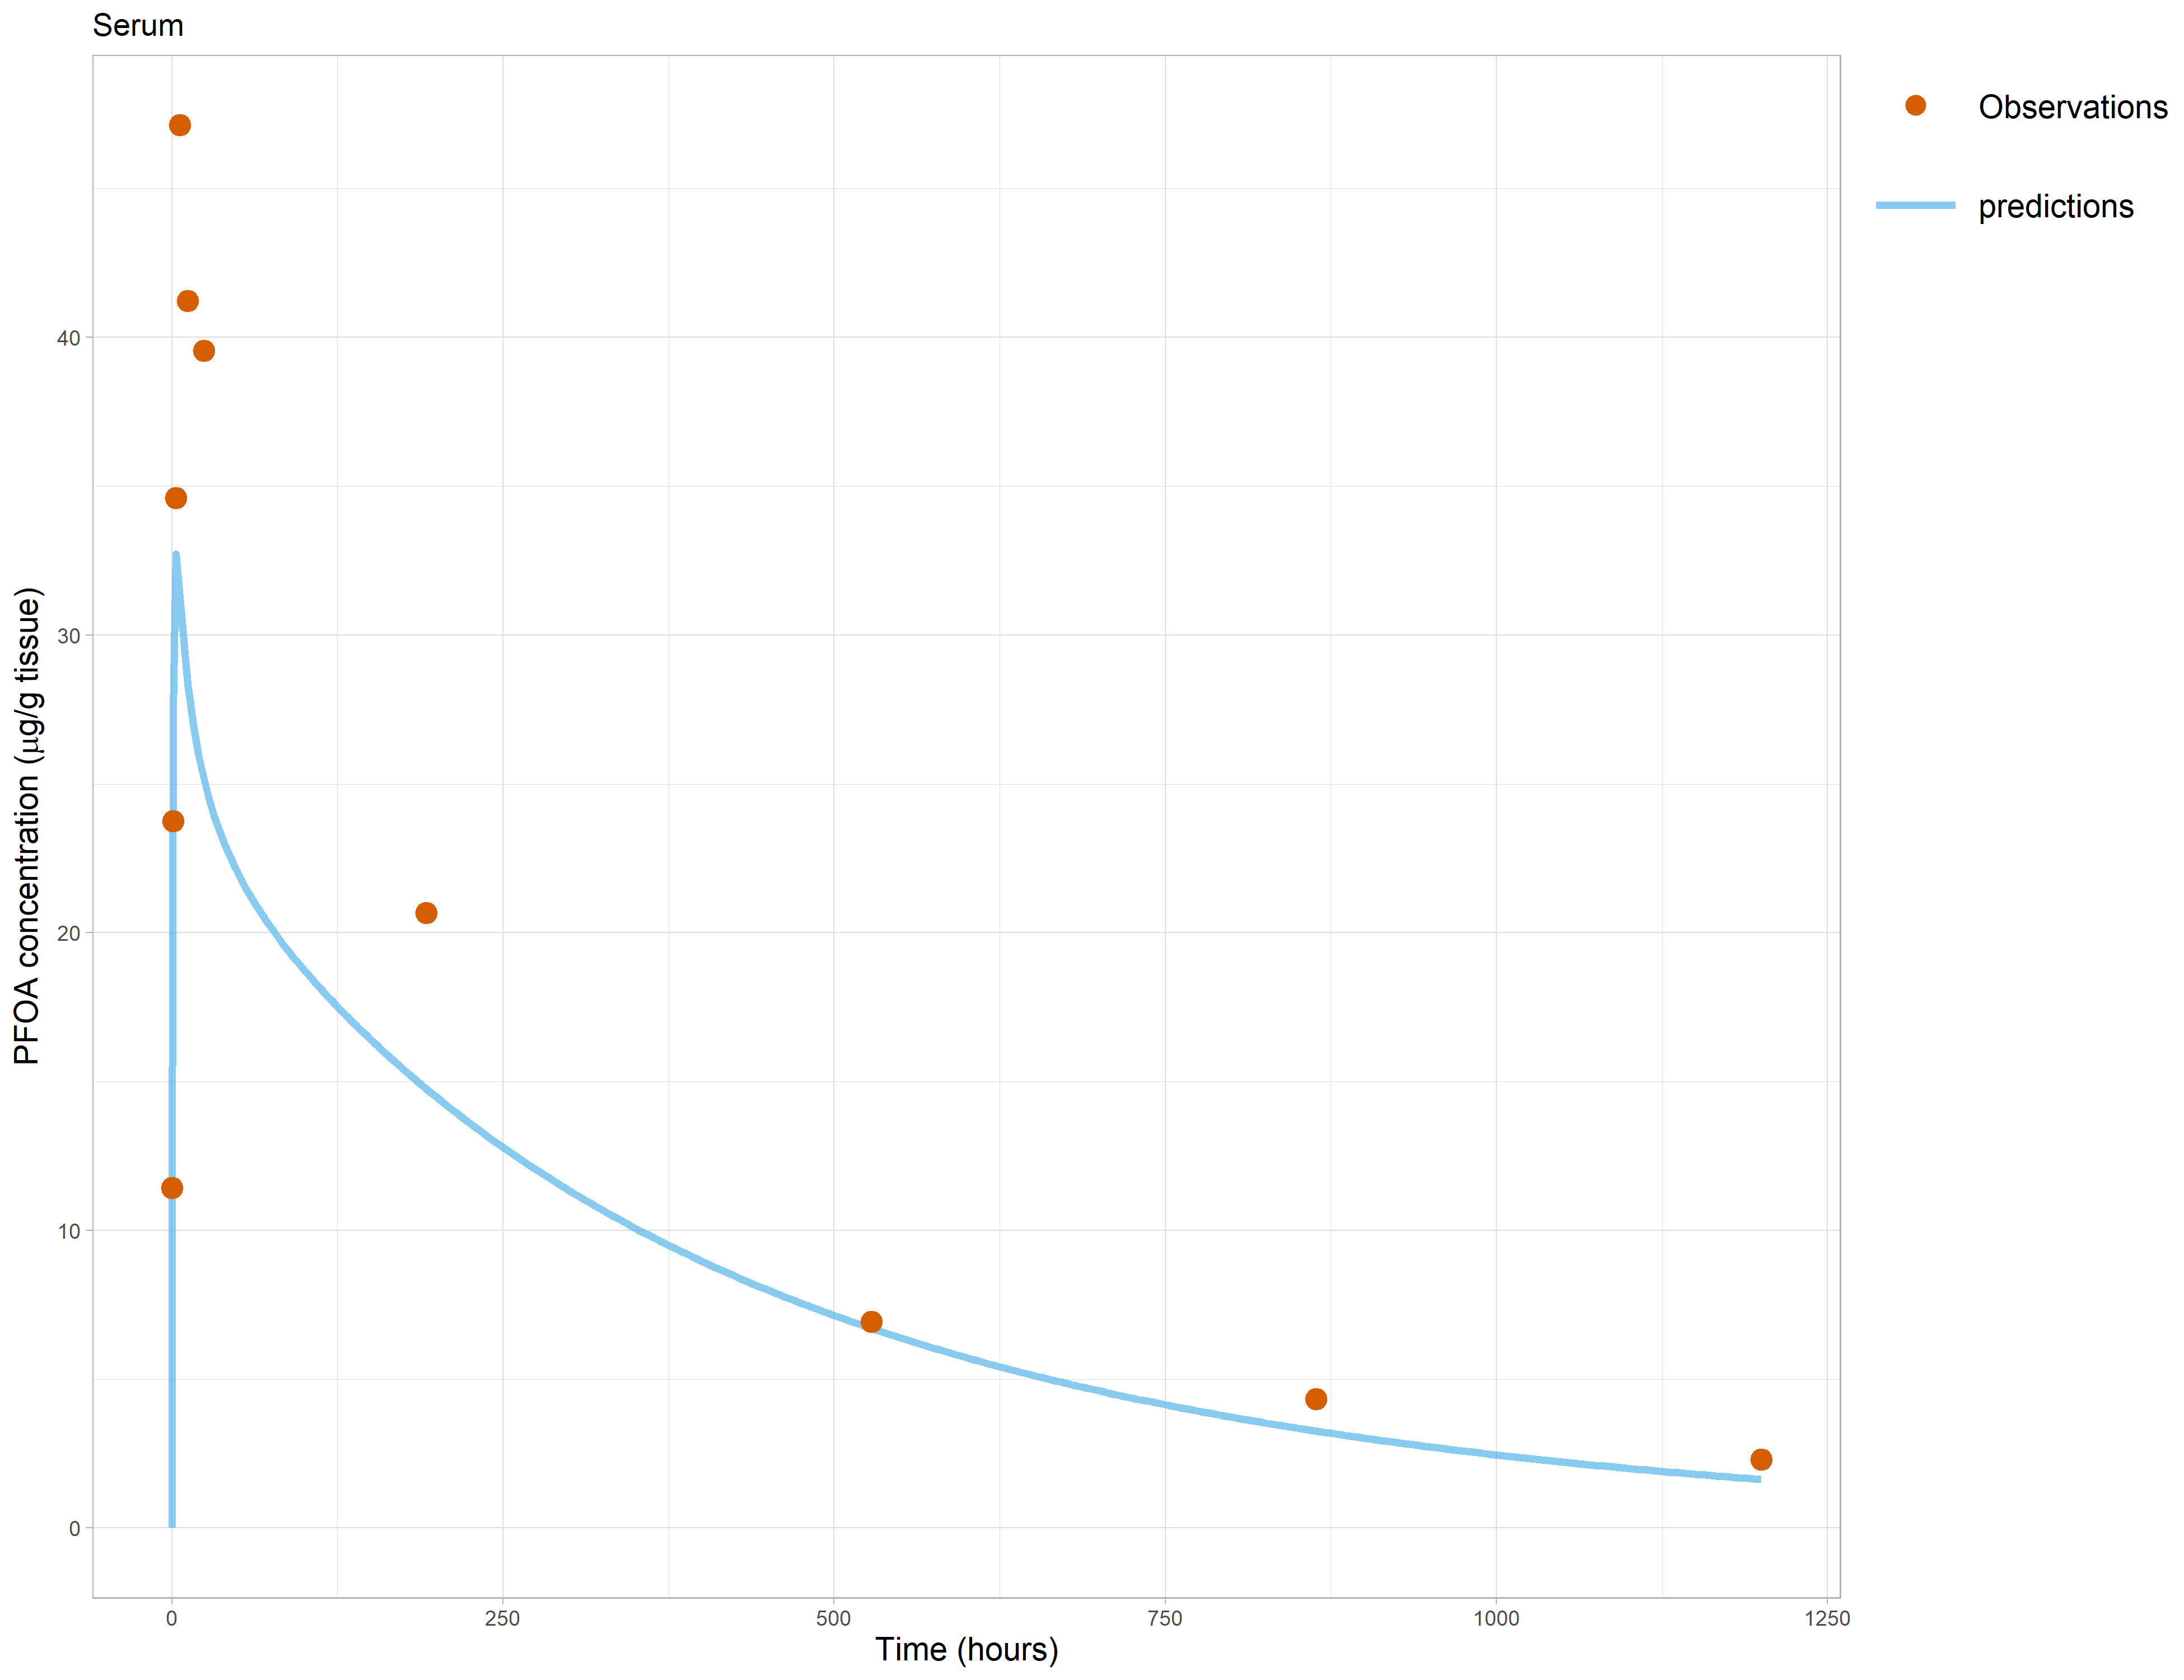 Serum
Observations
predictions
PFOA concentration (μg/g tissue)
40
30
20
10
0
0 250 500 750 1000 1250
Time (hours)